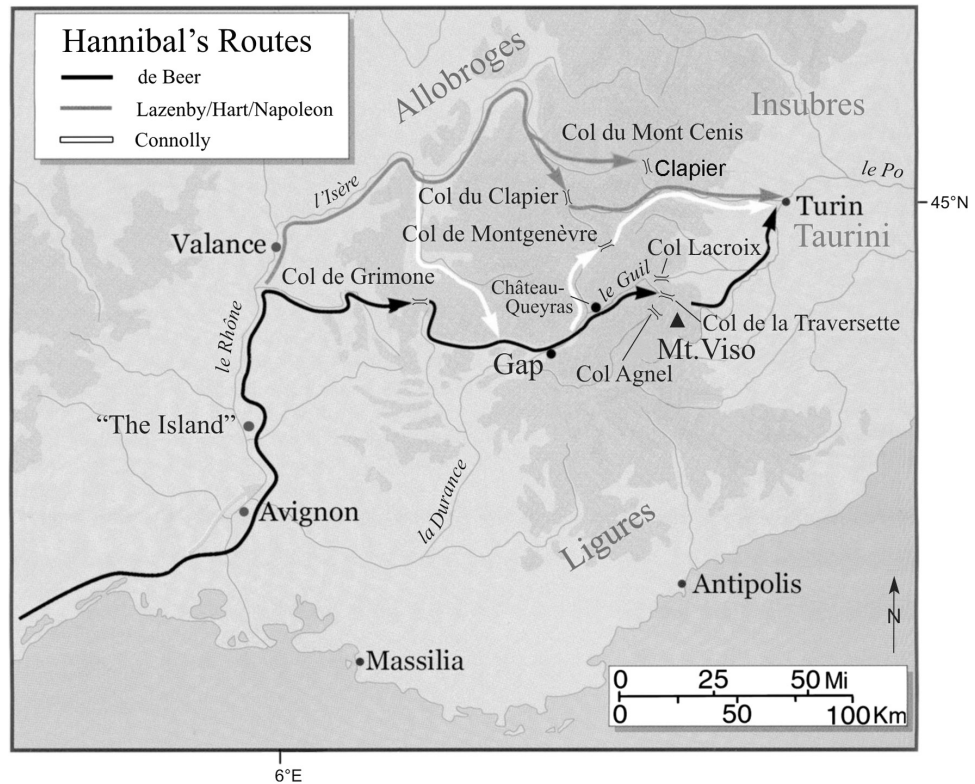 Hannibal's Routes
de Beer
Lazenby/Hart/Napoleon
Connolly
Allobroges
Insubres
Col du Mont Cenis
Clapier
le Po
l'Isère
Col du Clapier
45°N
Turin
Taurini
Valance
Col de Montgenèvre
Col Lacroix
Col de Grimone
Château-
Queyras
le Guil
le Rhône
Col de la Traversette
Mt.Viso
Gap
Col Agnel
"The Island"
la Durance
Avignon
Ligures
Antipolis
N
Massilia
0 25 50 Mi
0 50 100Km
6°E